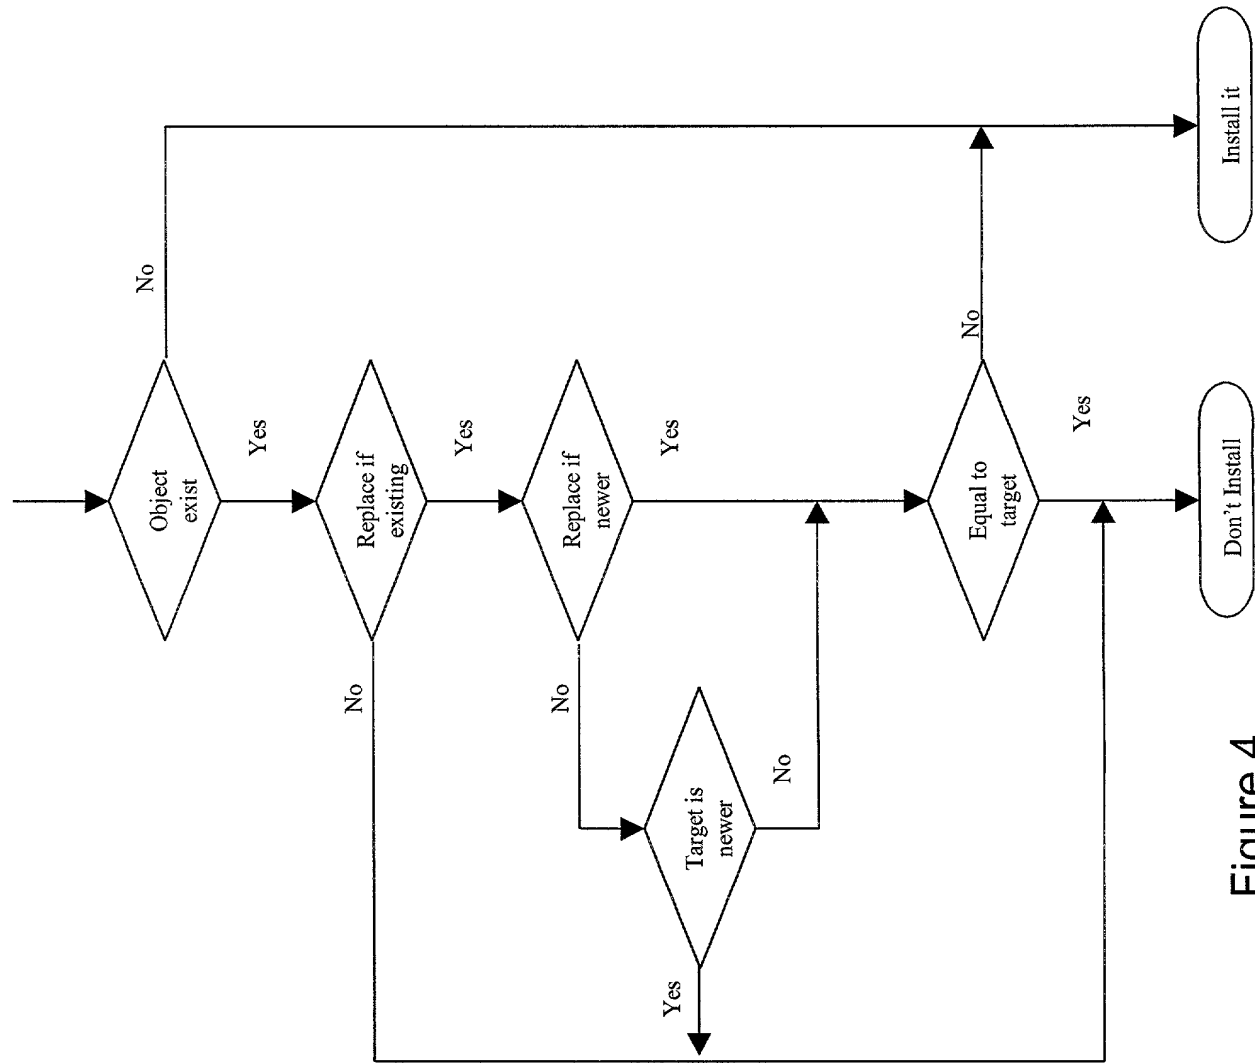 Object
exist
No
Yes
Replace if
existing
No
Yes
Replace if
newer
No
Yes
Target is
newer
Yes
No
Equal to
target
No
Yes
Don't Install
Install it
Figure 4